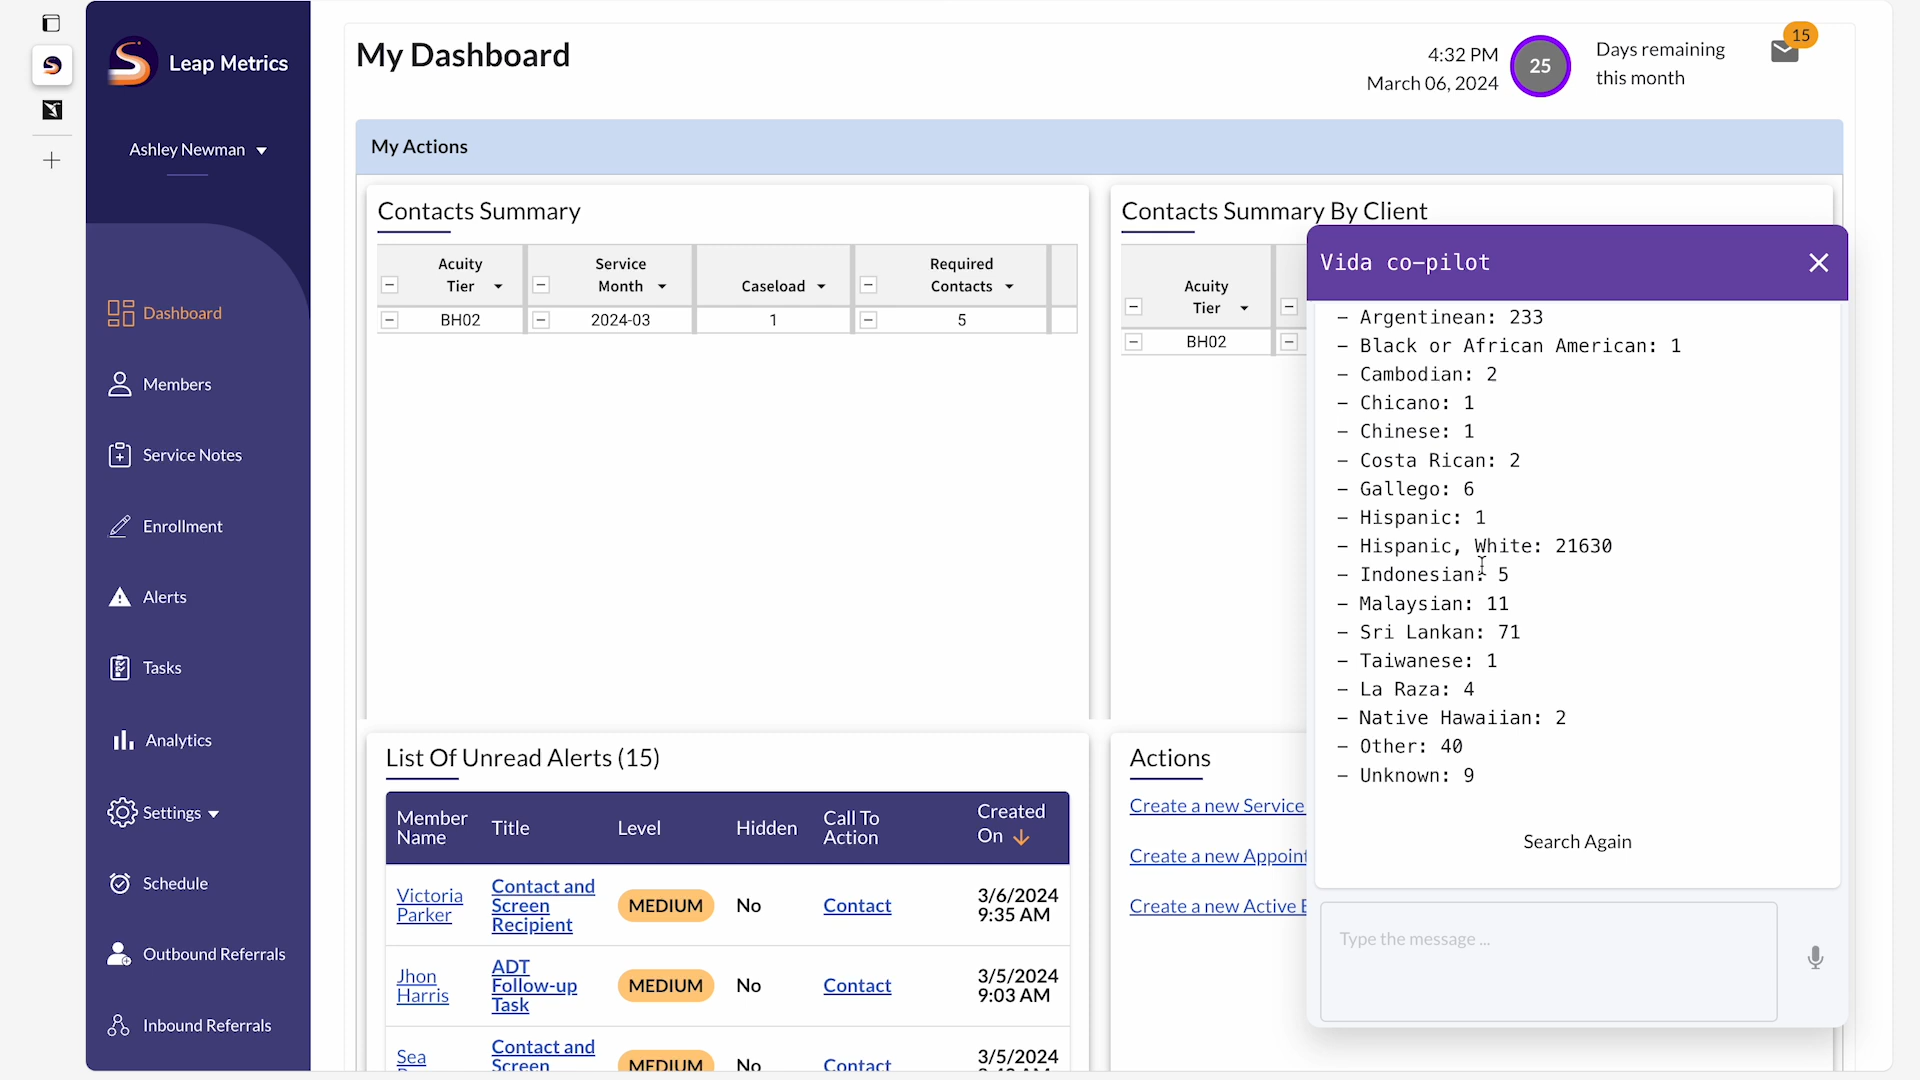 Leap Metrics
Ashley Newman
Dashboard
Members
Service Notes
Enrollment
Alerts
Tasks
Analytics
Settings
Schedule
Outbound Referrals
Inbound Referrals
My Dashboard
4:32 PM
March 06, 2024
25
Days remaining
this month
15
My Actions
Contacts Summary
Acuity
Tier
Service
Month
Caseload
Required
Contacts
BH02
2024-03
1
5
Contacts Summary By Client
Acuity
Tier
BH02
List Of Unread Alerts (15)
Member
Name
Title
Level
Hidden
Call To
Action
Created
On
Victoria
Parker
Contact and
Screen
Recipient
MEDIUM
No
Contact
3/6/2024
9:35 AM
Jhon
Harris
ADT
Follow-up
Task
MEDIUM
No
Contact
3/5/2024
9:03 AM
Sea
Contact and
Screen
MEDIUM
No
Contact
3/5/2024
Actions
Create a new Service
Create a new Appoint
Create a new Active
Vida co-pilot
- Argentinean: 233
- Black or African American: 1
- Cambodian: 2
- Chicano: 1
- Chinese: 1
- Costa Rican: 2
- Gallego: 6
- Hispanic: 1
- Hispanic, White: 21630
- Indonesian: 5
- Malaysian: 11
- Sri Lankan: 71
- Taiwanese: 1
- La Raza: 4
- Native Hawaiian: 2
- Other: 40
- Unknown: 9
Search Again
Type the message ...